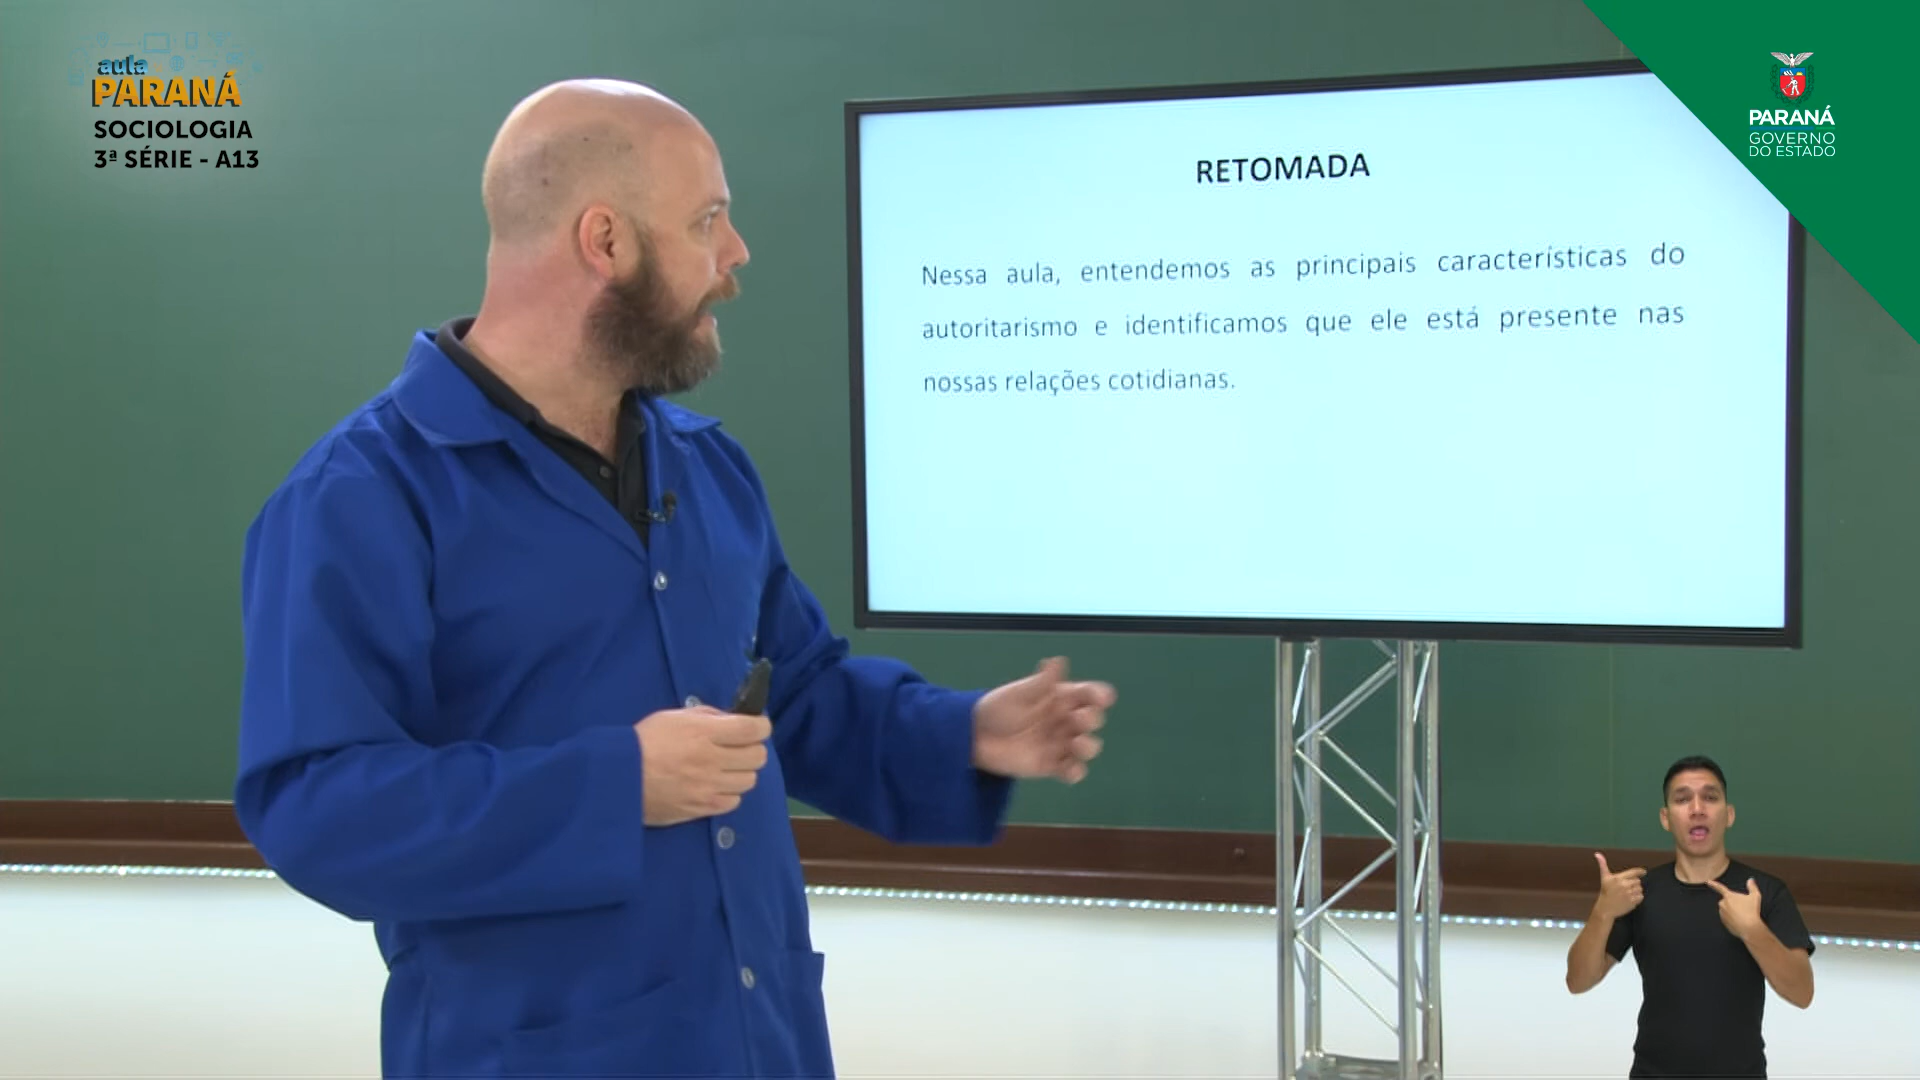 aula
PARANÁ
SOCIOLOGIA
3ª SÉRIE - A13
RETOMADA
Nessa aula, entendemos as principais características do
autoritarismo e identificamos que ele está presente nas
nossas relações cotidianas.
PARANÁ
GOVERNO
DO ESTADO